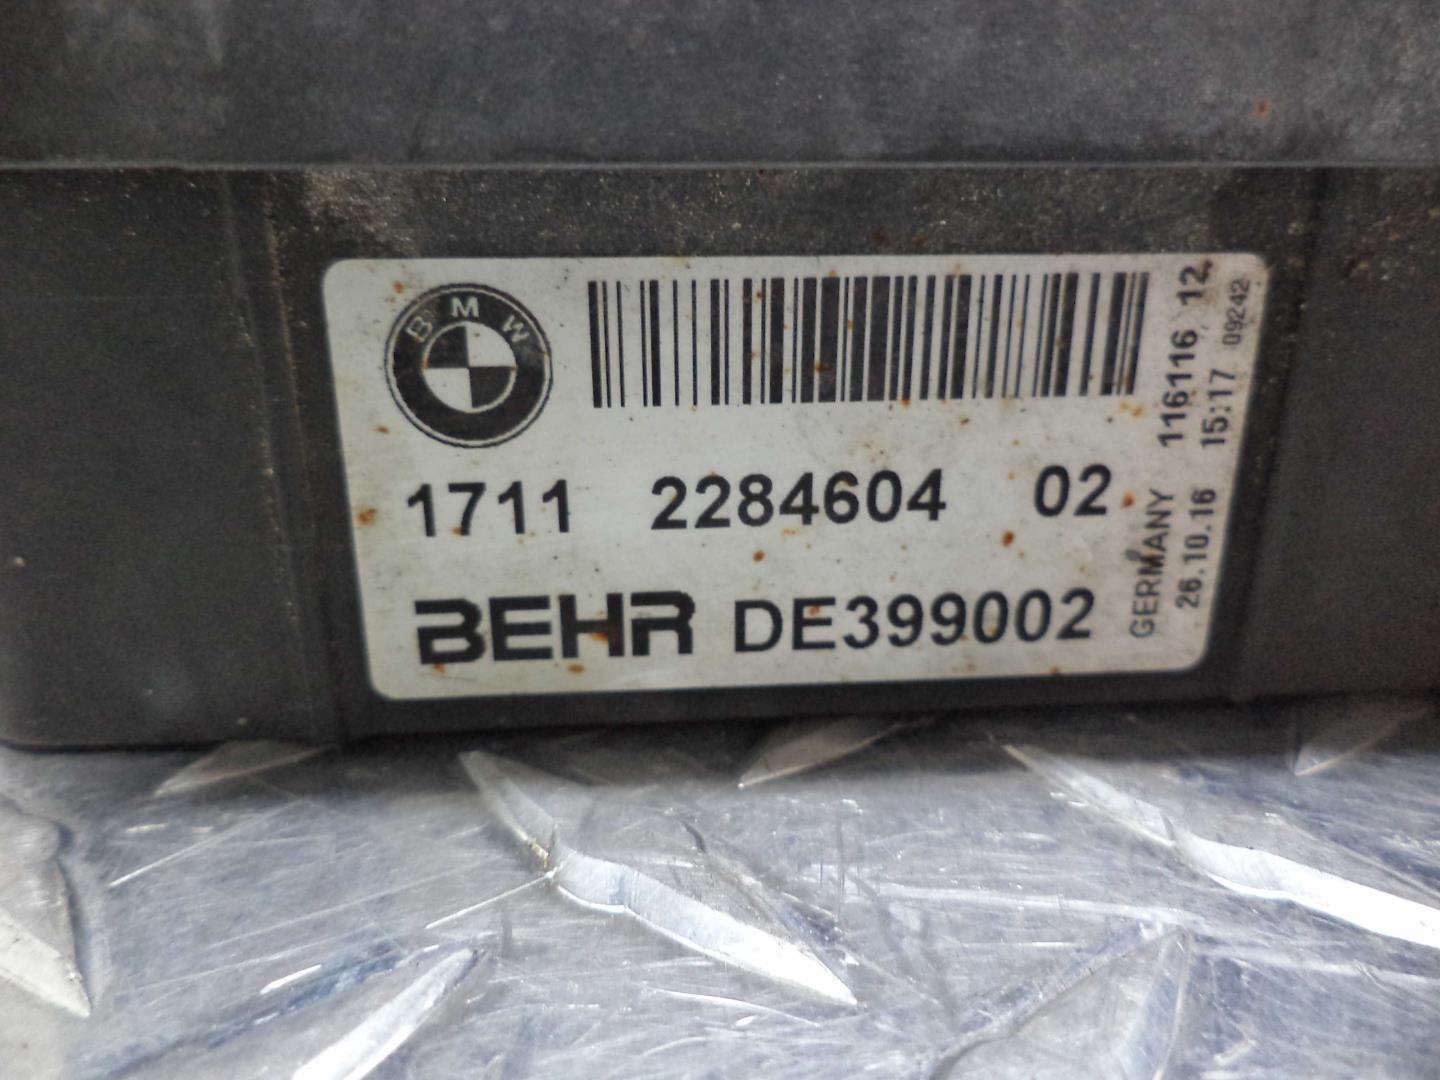 BMW
1711 2284604 02
BEHR DE399002
GERMANY 116116 12
26.10.16 15:17 09242